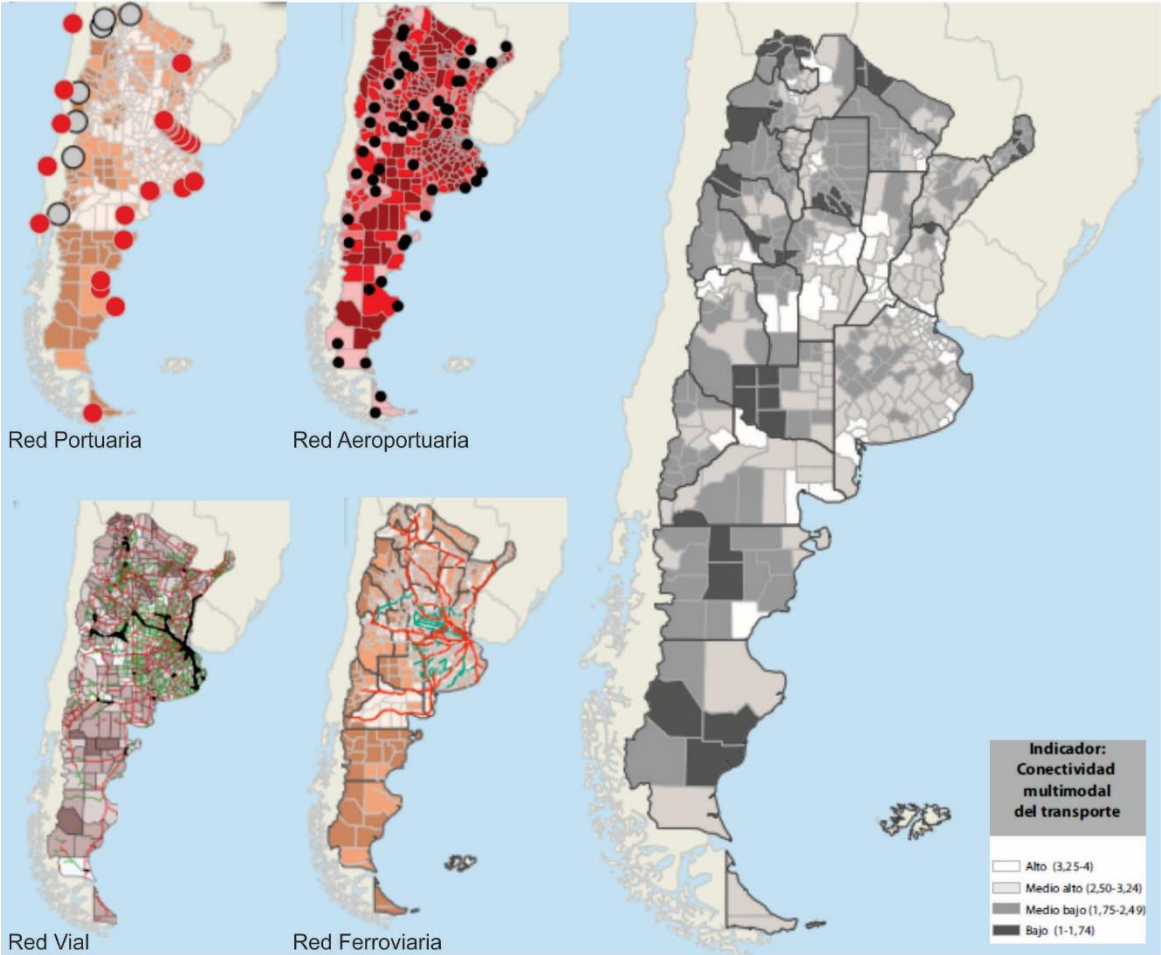 Red Portuaria
Red Aeroportuaria
Red Vial
Red Ferroviaria
Indicador:
Conectividad
multimodal
del transporte
Alto (3,25-4)
Medio alto (2,50-3,24)
Medio bajo (1,75-2,49)
Bajo (1-1,74)